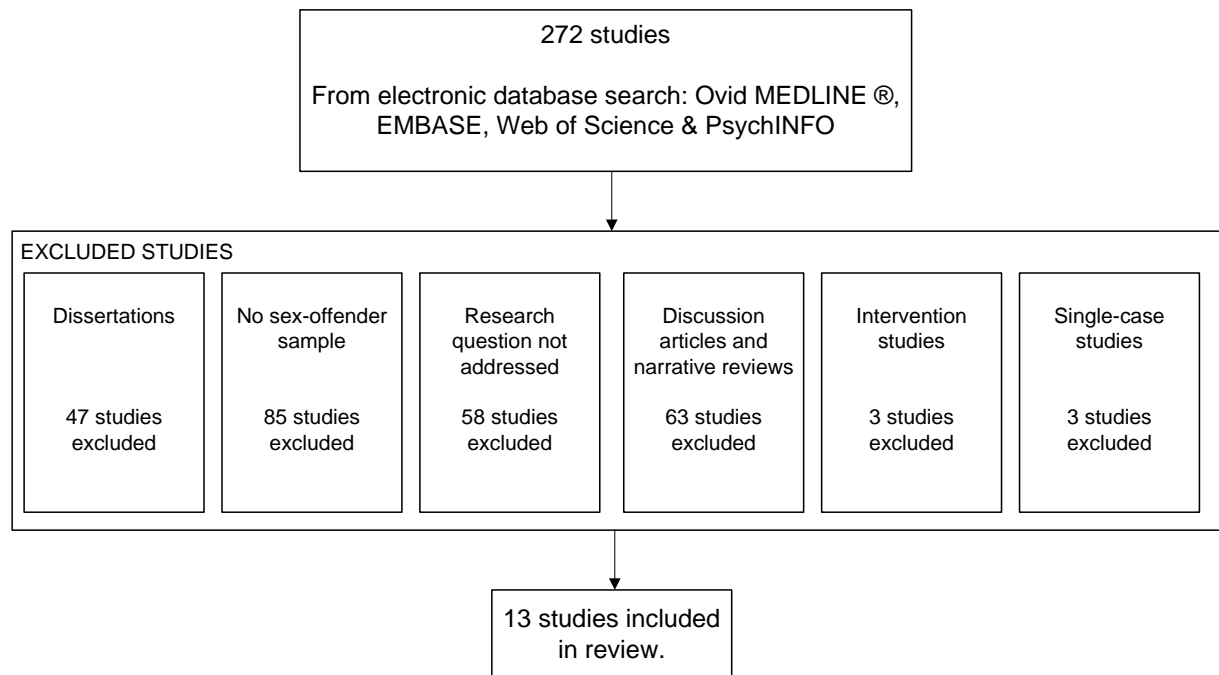 272 studies
From electronic database search: Ovid MEDLINE ®,
EMBASE, Web of Science & PsychINFO
EXCLUDED STUDIES
Dissertations
47 studies
excluded
No sex-offender
sample
85 studies
excluded
Research
question not
addressed
58 studies
excluded
Discussion
articles and
narrative reviews
63 studies
excluded
Intervention
studies
3 studies
excluded
Single-case
studies
3 studies
excluded
13 studies included
in review.